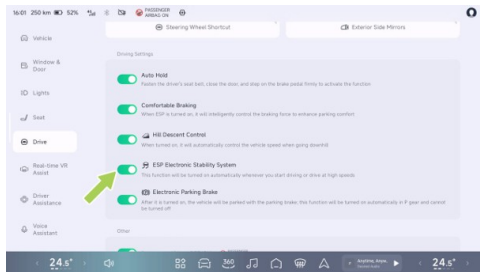 16:01 250 km 52% PASSENGER AIRBAG ON
Steering Wheel Shortcut
Exterior Side Mirrors
Vehicle
Window & Door
Lights
Seat
Drive
Real-time VR Assist
Driver Assistance
Voice Assistant
Driving Settings
Auto Hold
Fasten the driver's seat belt, close the door, and step on the brake pedal firmly to activate the function
Comfortable Braking
When ESP is turned on, it will intelligently control the braking force to enhance parking comfort
Hill Descent Control
When turned on, it will automatically control the vehicle speed when going downhill
ESP Electronic Stability System
This function will be turned on automatically whenever you start driving or drive at high speeds
Electronic Parking Brake
After it is turned on, the vehicle will be parked with the parking brake; this function will be turned on automatically in P gear and cannot be turned off
Other
24.5°
360
24.5°